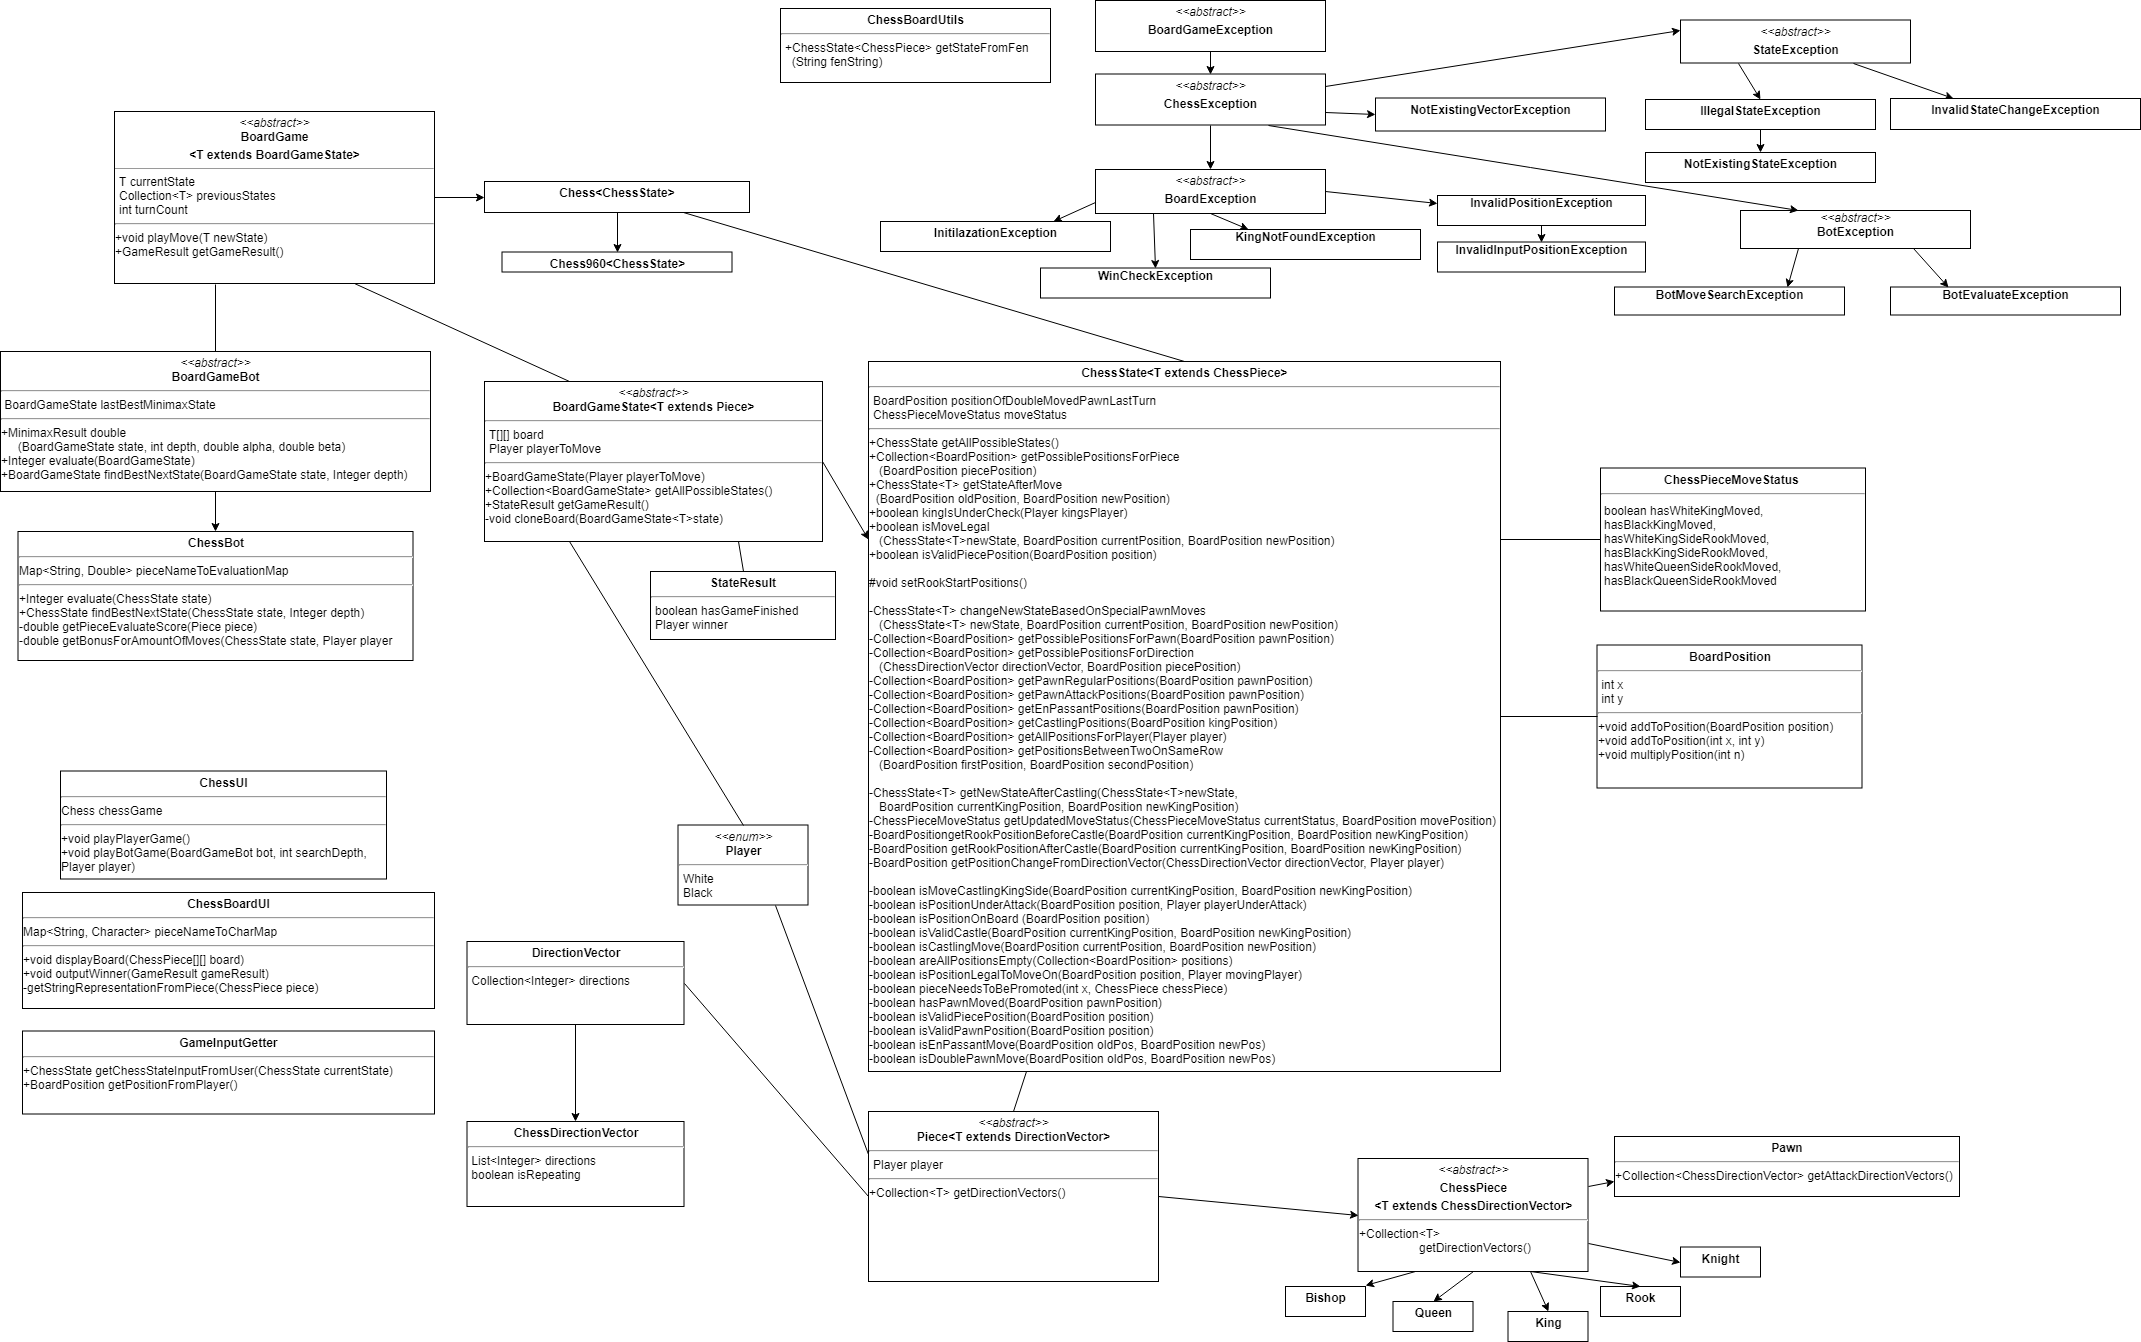 ChessBoardUtils
+ChessState<ChessPiece> getStateFromFen
(String fenString)
<<abstract>>
BoardGameException
<<abstract>>
ChessException
<<abstract>>
StateException
NotExistingVectorException
IllegalStateException
InvalidStateChangeException
NotExistingStateException
<<abstract>>
BoardException
InitilazationException
KingNotFoundException
WinCheckException
InvalidPositionException
InvalidInputPositionException
<<abstract>>
BotException
BotMoveSearchException
BotEvaluateException
<<abstract>>
BoardGame
<T extends BoardGameState>
T currentState
Collection<T> previousStates
int turnCount
+void playMove(T newState)
+GameResult getGameResult()
Chess<ChessState>
Chess960<ChessState>
<<abstract>>
BoardGameBot
BoardGameState lastBestMinimaxState
+MinimaxResult double
(BoardGameState state, int depth, double alpha, double beta)
+Integer evaluate(BoardGameState)
+BoardGameState findBestNextState(BoardGameState state, Integer depth)
ChessBot
Map<String, Double> pieceNameToEvaluationMap
+Integer evaluate(ChessState state)
+ChessState findBestNextState(ChessState state, Integer depth)
-double getPieceEvaluateScore(Piece piece)
-double getBonusForAmountOfMoves(ChessState state, Player player
<<abstract>>
BoardGameState<T extends Piece>
T[][] board
Player playerToMove
+BoardGameState(Player playerToMove)
+Collection<BoardGameState> getAllPossibleStates()
+StateResult getGameResult()
-void cloneBoard(BoardGameState<T>state)
StateResult
boolean hasGameFinished
Player winner
ChessState<T extends ChessPiece>
BoardPosition positionOfDoubleMovedPawnLastTurn
ChessPieceMoveStatus moveStatus
+ChessState getAllPossibleStates()
+Collection<BoardPosition> getPossiblePositionsForPiece
(BoardPosition piecePosition)
+ChessState<T> getStateAfterMove
(BoardPosition oldPosition, BoardPosition newPosition)
+boolean kingIsUnderCheck(Player kingsPlayer)
+boolean isMoveLegal
(ChessState<T>newState, BoardPosition currentPosition, BoardPosition newPosition)
+boolean isValidPiecePosition(BoardPosition position)
#void setRookStartPositions()
-ChessState<T> changeNewStateBasedOnSpecialPawnMoves
(ChessState<T> newState, BoardPosition currentPosition, BoardPosition newPosition)
-Collection<BoardPosition> getPossiblePositionsForPawn(BoardPosition pawnPosition)
-Collection<BoardPosition> getPossiblePositionsForDirection
(ChessDirectionVector directionVector, BoardPosition piecePosition)
-Collection<BoardPosition> getPawnRegularPositions(BoardPosition pawnPosition)
-Collection<BoardPosition> getPawnAttackPositions(BoardPosition pawnPosition)
-Collection<BoardPosition> getEnPassantPositions(BoardPosition pawnPosition)
-Collection<BoardPosition> getCastlingPositions(BoardPosition kingPosition)
-Collection<BoardPosition> getAllPositionsForPlayer(Player player)
-Collection<BoardPosition> getPositionsBetweenTwoOnSameRow
(BoardPosition firstPosition, BoardPosition secondPosition)
-ChessState<T> getNewStateAfterCastling(ChessState<T>newState,
BoardPosition currentKingPosition, BoardPosition newKingPosition)
-ChessPieceMoveStatus getUpdatedMoveStatus(ChessPieceMoveStatus currentStatus, BoardPosition movePosition)
-BoardPositiongetRookPositionBeforeCastle(BoardPosition currentKingPosition, BoardPosition newKingPosition)
-BoardPosition getRookPositionAfterCastle(BoardPosition currentKingPosition, BoardPosition newKingPosition)
-BoardPosition getPositionChangeFromDirectionVector(ChessDirectionVector directionVector, Player player)
-boolean isMoveCastlingKingSide(BoardPosition currentKingPosition, BoardPosition newKingPosition)
-boolean isPositionUnderAttack(BoardPosition position, Player playerUnderAttack)
-boolean isPositionOnBoard (BoardPosition position)
-boolean isValidCastle(BoardPosition currentKingPosition, BoardPosition newKingPosition)
-boolean isCastlingMove(BoardPosition currentPosition, BoardPosition newPosition)
-boolean areAllPositionsEmpty(Collection<BoardPosition> positions)
-boolean isPositionLegalToMoveOn(BoardPosition position, Player movingPlayer)
-boolean pieceNeedsToBePromoted(int x, ChessPiece chessPiece)
-boolean hasPawnMoved(BoardPosition pawnPosition)
-boolean isValidPiecePosition(BoardPosition position)
-boolean isValidPawnPosition(BoardPosition position)
-boolean isEnPassantMove(BoardPosition oldPos, BoardPosition newPos)
-boolean isDoublePawnMove(BoardPosition oldPos, BoardPosition newPos)
ChessPieceMoveStatus
boolean hasWhiteKingMoved,
hasBlackKingMoved,
hasWhiteKingSideRookMoved,
hasBlackKingSideRookMoved,
hasWhiteQueenSideRookMoved,
hasBlackQueenSideRookMoved
BoardPosition
int x
int y
+void addToPosition(BoardPosition position)
+void addToPosition(int x, int y)
+void multiplyPosition(int n)
ChessUI
Chess chessGame
+void playPlayerGame()
+void playBotGame(BoardGameBot bot, int searchDepth,
Player player)
ChessBoardUI
Map<String, Character> pieceNameToCharMap
+void displayBoard(ChessPiece[][] board)
+void outputWinner(GameResult gameResult)
-getStringRepresentationFromPiece(ChessPiece piece)
GameInputGetter
+ChessState getChessStateInputFromUser(ChessState currentState)
+BoardPosition getPositionFromPlayer()
<<enum>>
Player
White
Black
DirectionVector
Collection<Integer> directions
ChessDirectionVector
List<Integer> directions
boolean isRepeating
<<abstract>>
Piece<T extends DirectionVector>
Player player
+Collection<T> getDirectionVectors()
<<abstract>>
ChessPiece
<T extends ChessDirectionVector>
+Collection<T>
getDirectionVectors()
Pawn
+Collection<ChessDirectionVector> getAttackDirectionVectors()
Knight
Bishop
Queen
King
Rook